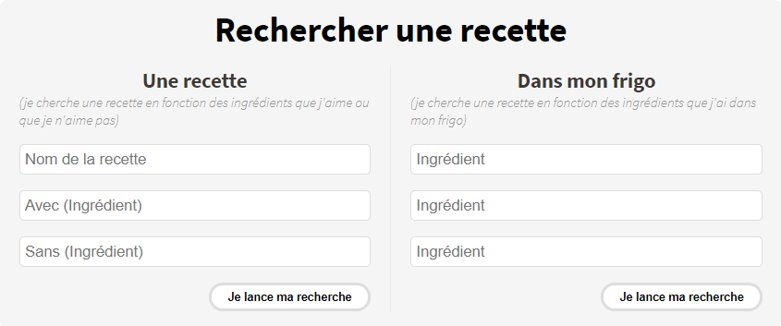 Rechercher une recette
Une recette
(je cherche une recette en fonction des ingrédients que j'aime ou
que je n'aime pas)
Nom de la recette
Avec (Ingrédient)
Sans (Ingrédient)
Je lance ma recherche
Dans mon frigo
(je cherche une recette en fonction des ingrédients que j'ai dans
mon frigo)
Ingrédient
Ingrédient
Ingrédient
Je lance ma recherche